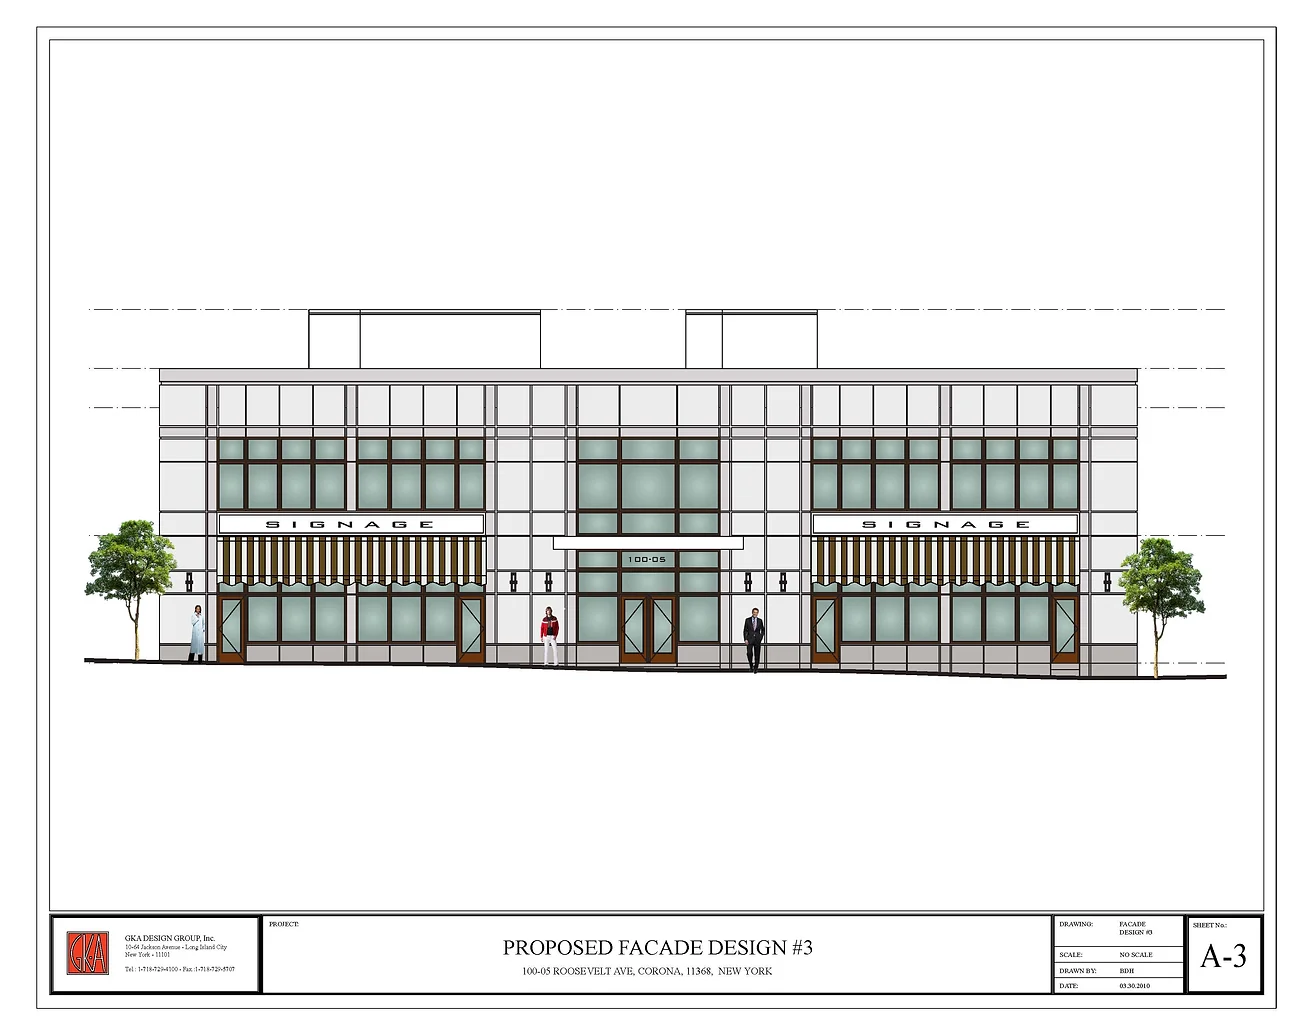 SIGNAGE
SIGNAGE
100-05
GKA
GKA DESIGN GROUP, Inc.
10-64 Jackson Avenue - Long Island City
New York - 11101
Tel : 1-718-729-4100 - Fax :1-718-729-5707
PROJECT:
PROPOSED FACADE DESIGN #3
100-05 ROOSEVELT AVE, CORONA, 11368, NEW YORK
DRAWING: FACADE
DESIGN #3
SCALE: NO SCALE
DRAWN BY: BDH
DATE: 03.30.2010
SHEET No.:
A-3